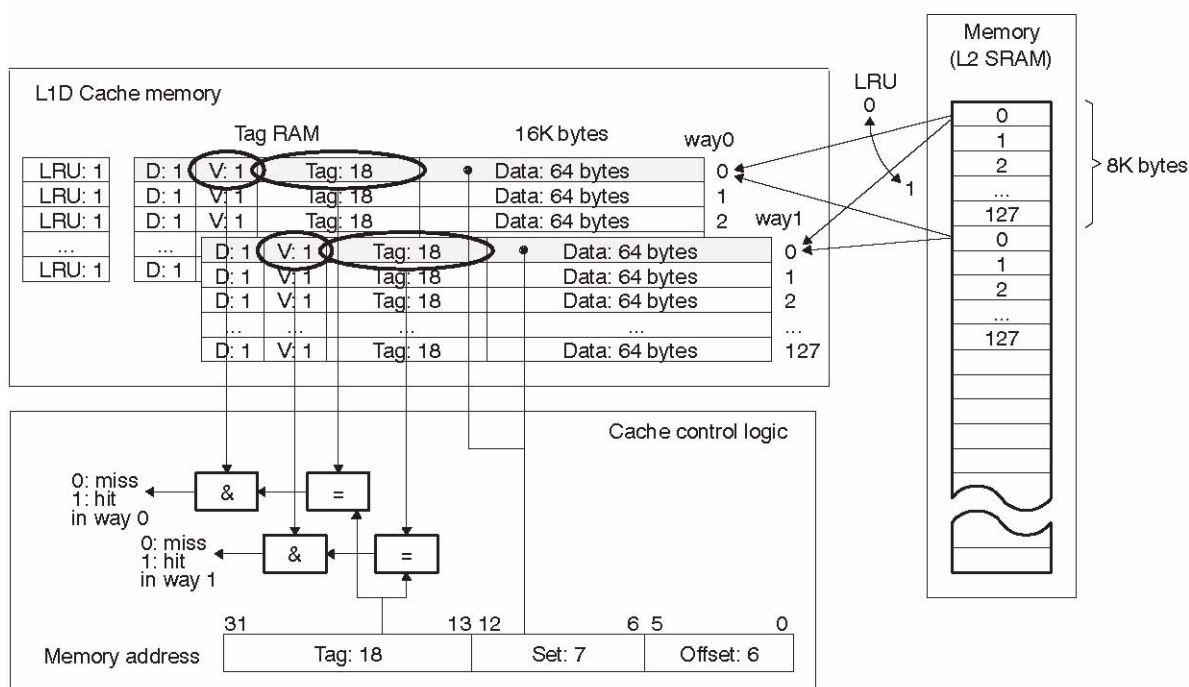 Memory
(L2 SRAM)
LRU
0
1
0
1
2
...
127
0
1
2
...
127
8K bytes
L1D Cache memory
Tag RAM
16K bytes
way0
LRU: 1 D: 1 V: 1 Tag: 18 Data: 64 bytes 0
LRU: 1 D: 1 V: 1 Tag: 18 Data: 64 bytes 1
LRU: 1 D: 1 V: 1 Tag: 18 Data: 64 bytes 2
... ...
LRU: 1 D: 1
way1
D: 1 V: 1 Tag: 18 Data: 64 bytes 0
D: 1 V: 1 Tag: 18 Data: 64 bytes 1
D: 1 V: 1 Tag: 18 Data: 64 bytes 2
... ... ... ... ...
D: 1 V: 1 Tag: 18 Data: 64 bytes 127
Cache control logic
0: miss
1: hit
in way 0
& =
0: miss
1: hit
in way 1
& =
31 13 12 6 5 0
Memory address Tag: 18 Set: 7 Offset: 6